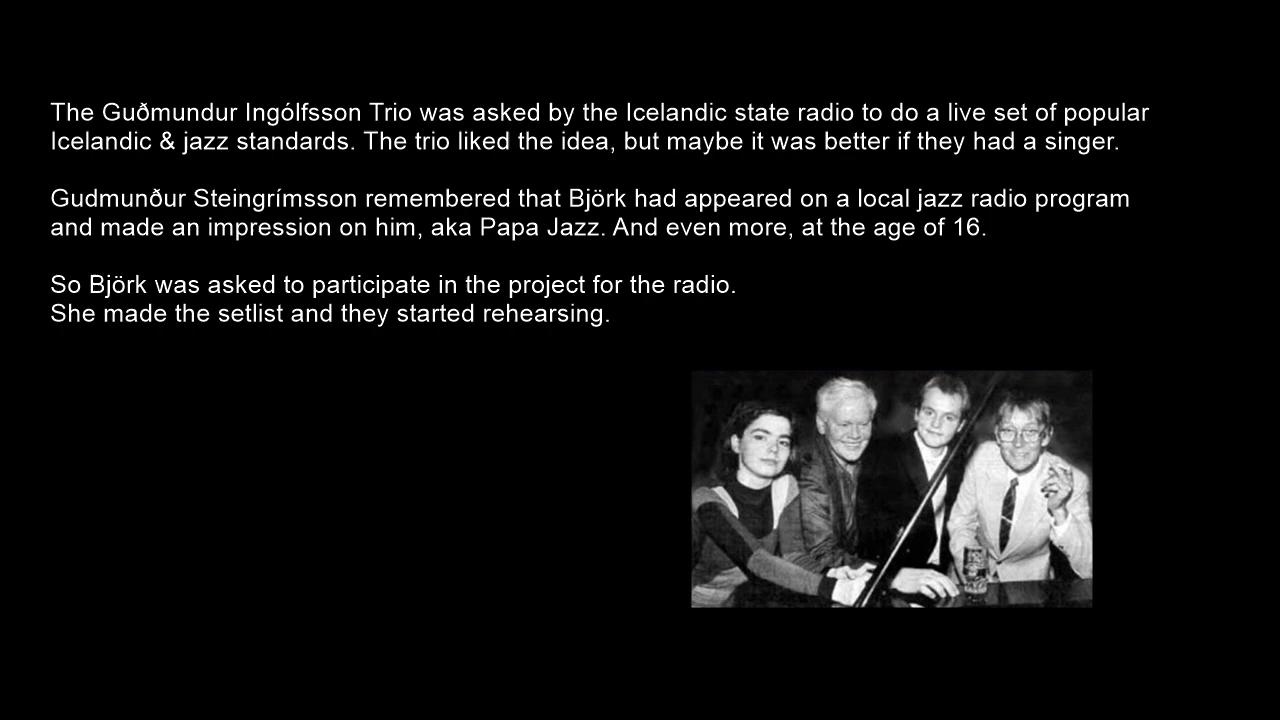 The Guðmundur Ingólfsson Trio was asked by the Icelandic state radio to do a live set of popular
Icelandic & jazz standards. The trio liked the idea, but maybe it was better if they had a singer.
Gudmunður Steingrímsson remembered that Björk had appeared on a local jazz radio program
and made an impression on him, aka Papa Jazz. And even more, at the age of 16.
So Björk was asked to participate in the project for the radio.
She made the setlist and they started rehearsing.